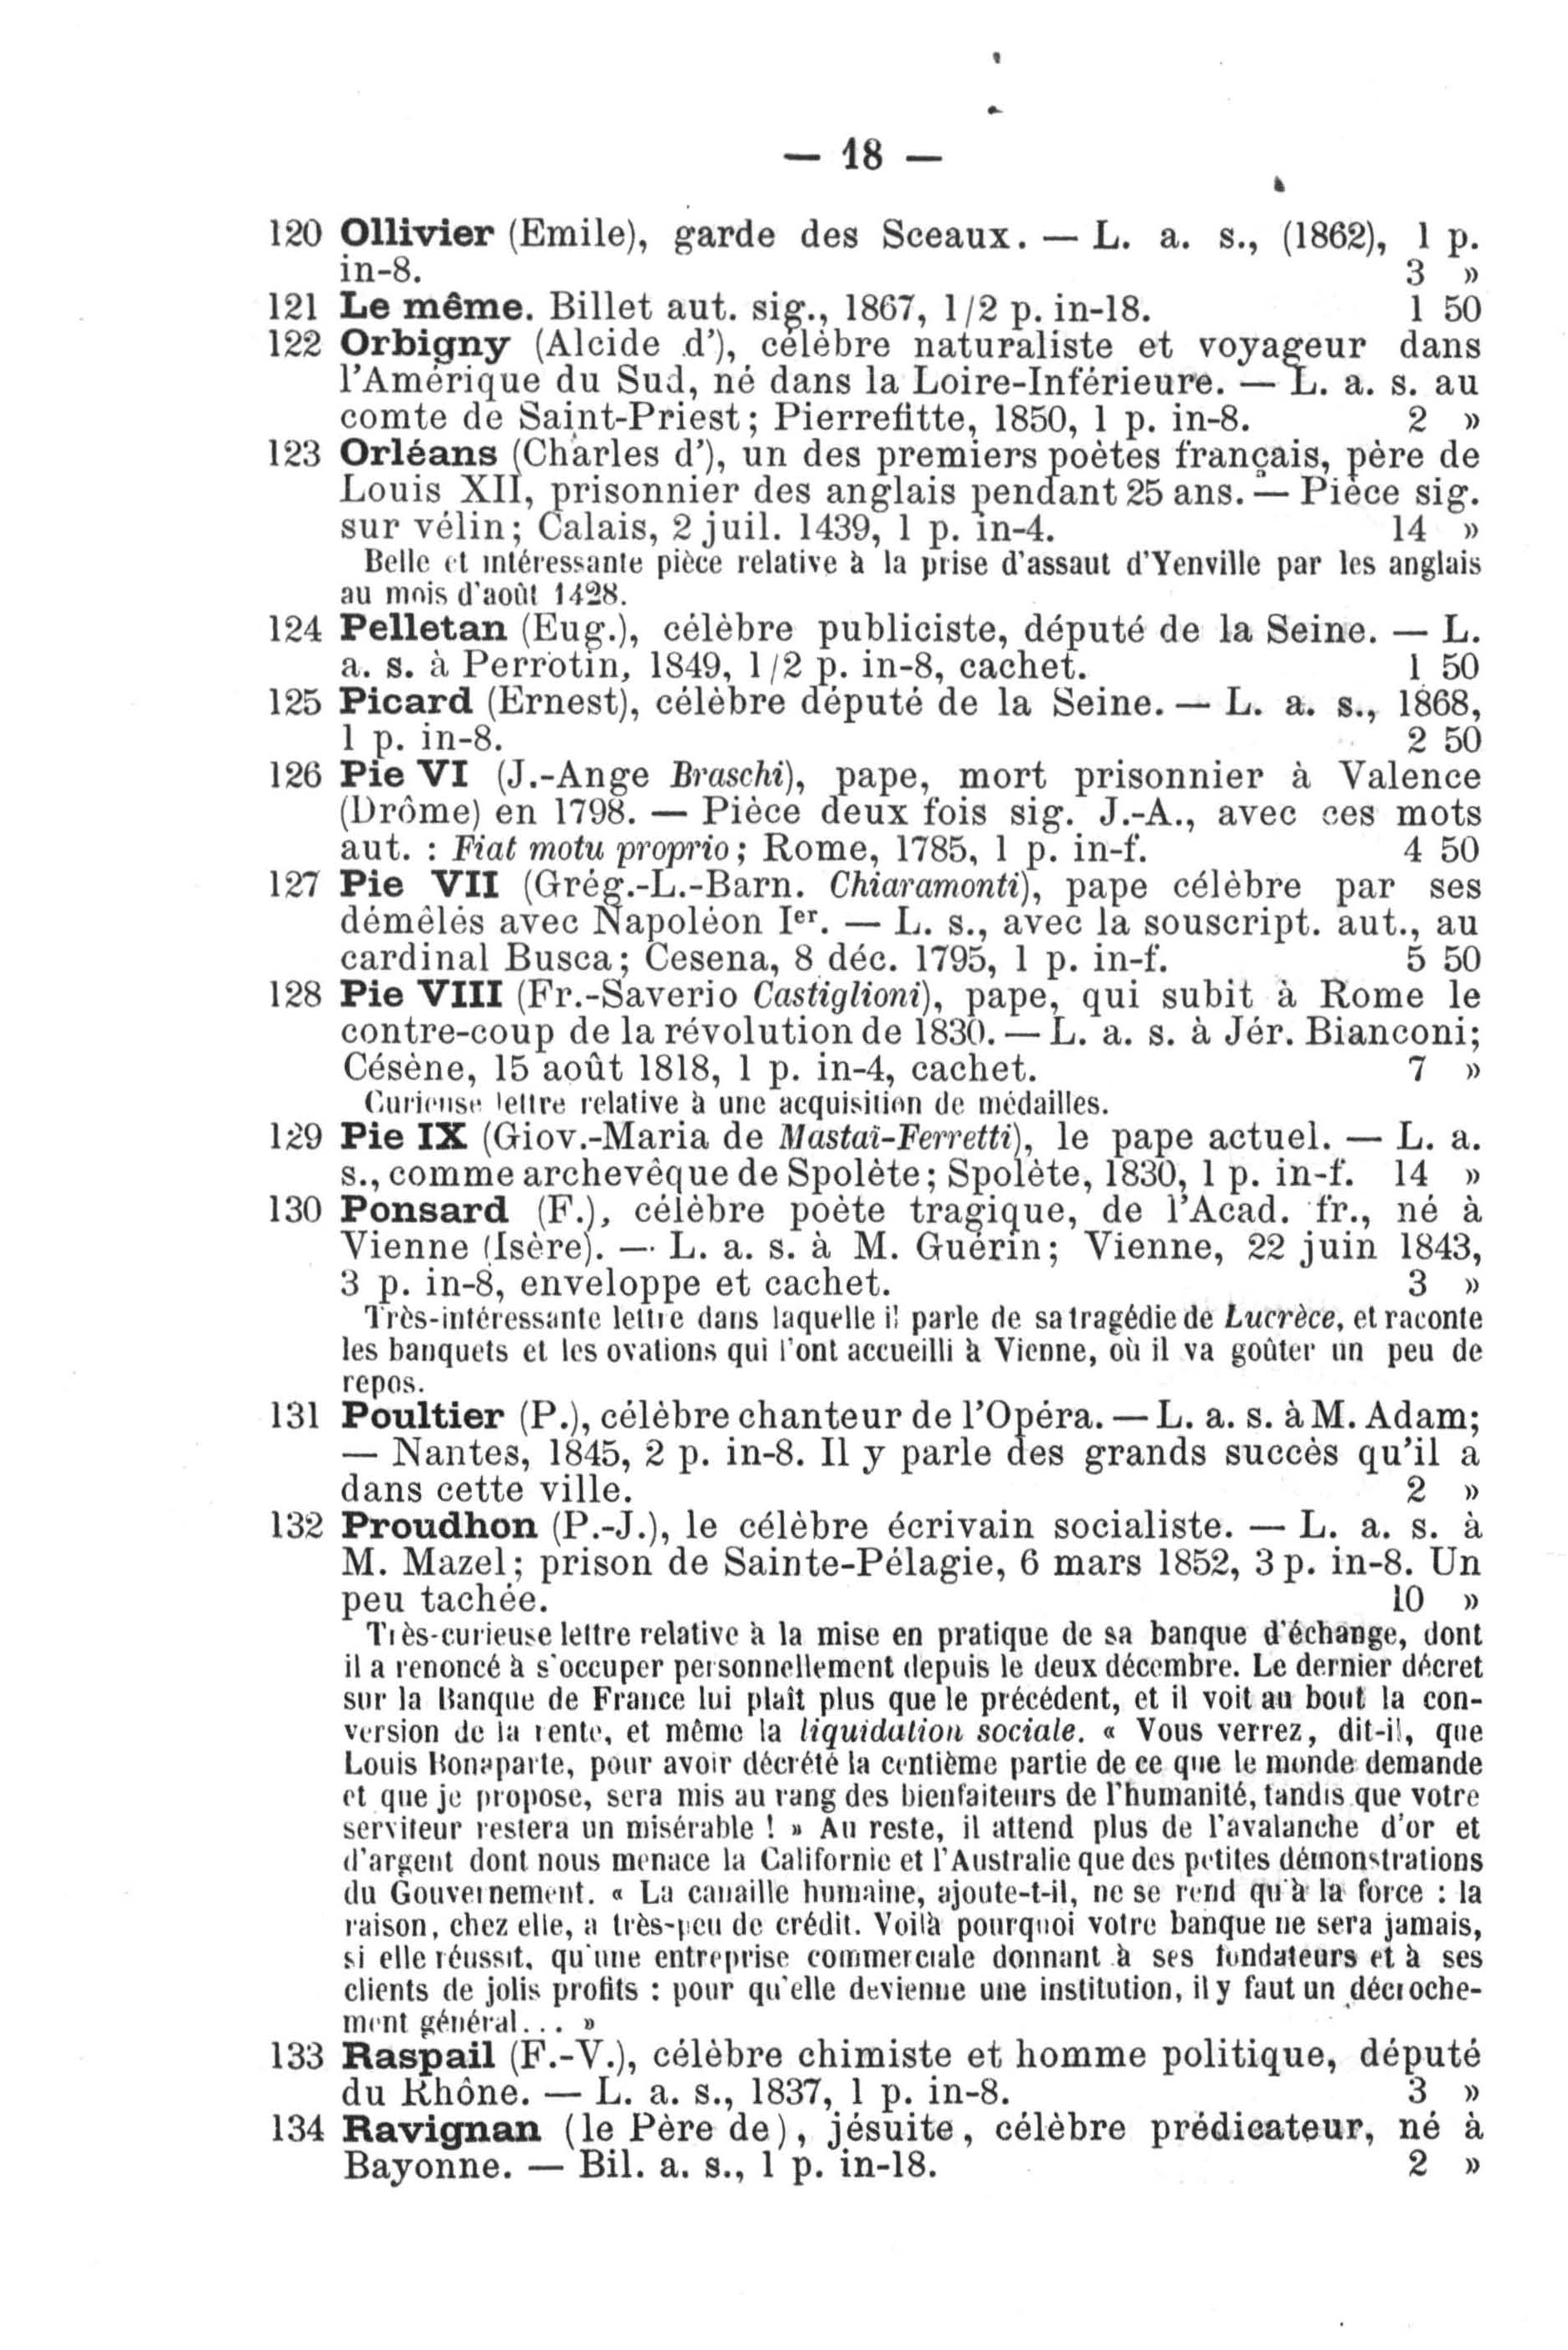 — 18 —
120 Ollivier (Emile), garde des Sceaux. — L. a. s., (1862), 1 p.
in-8. 3 »
121 Le même. Billet aut. sig., 1867, 1/2 p. in-18. 1 50
122 Orbigny (Alcide d'), célèbre naturaliste et voyageur dans
l'Amérique du Sud, né dans la Loire-Inférieure. — L. a. s. au
comte de Saint-Priest; Pierrefitte, 1850, 1 p. in-8. 2 »
123 Orléans (Charles d'), un des premiers poètes français, père de
Louis XII, prisonnier des anglais pendant 25 ans. — Pièce sig.
sur vélin; Calais, 2 juil. 1439, 1 p. in-4. 14 »
Belle et intéressante pièce relative à la prise d'assaut d'Yenville par les anglais
au mois d'août 1428.
124 Pelletan (Eug.), célèbre publiciste, député de la Seine. — L.
a. s. à Perrotin, 1849, 1/2 p. in-8, cachet. 1 50
125 Picard (Ernest), célèbre député de la Seine. — L. a. s., 1868,
1 p. in-8. 2 50
126 Pie VI (J.-Ange Braschi), pape, mort prisonnier à Valence
(Drôme) en 1798. — Pièce deux fois sig. J.-A., avec ces mots
aut. : Fiat motu proprio; Rome, 1785, 1 p. in-f. 4 50
127 Pie VII (Grég.-L.-Barn. Chiaramonti), pape célèbre par ses
démêlés avec Napoléon Ier. — L. s., avec la souscript. aut., au
cardinal Busca; Cesena, 8 déc. 1795, 1 p. in-f. 5 50
128 Pie VIII (Fr.-Saverio Castiglioni), pape, qui subit à Rome le
contre-coup de la révolution de 1830. — L. a. s. à Jér. Bianconi;
Césène, 15 août 1818, 1 p. in-4, cachet. 7 »
Curieuse lettre relative à une acquisition de médailles.
129 Pie IX (Giov.-Maria de Mastaï-Ferretti), le pape actuel. — L. a.
s., comme archevêque de Spolète; Spolète, 1830, 1 p. in-f. 14 »
130 Ponsard (F.), célèbre poète tragique, de l'Acad. fr., né à
Vienne (Isère). — L. a. s. à M. Guérin; Vienne, 22 juin 1843,
3 p. in-8, enveloppe et cachet. 3 »
Très-intéressante lettre dans laquelle il parle de sa tragédie de Lucrèce, et raconte
les banquets et les ovations qui l'ont accueilli à Vienne, où il va goûter un peu de
repos.
131 Poultier (P.), célèbre chanteur de l'Opéra. — L. a. s. à M. Adam;
— Nantes, 1845, 2 p. in-8. Il y parle des grands succès qu'il a
dans cette ville. 2 »
132 Proudhon (P.-J.), le célèbre écrivain socialiste. — L. a. s. à
M. Mazel; prison de Sainte-Pélagie, 6 mars 1852, 3 p. in-8. Un
peu tachée. 10 »
Très-curieuse lettre relative à la mise en pratique de sa banque d'échange, dont
il a renoncé à s'occuper personnellement depuis le deux décembre. Le dernier décret
sur la Banque de France lui plaît plus que le précédent, et il voit au bout la con-
version de la rente, et même la liquidation sociale. « Vous verrez, dit-il, que
Louis Bonaparte, pour avoir décrété la centième partie de ce que le monde demande
et que je propose, sera mis au rang des bienfaiteurs de l'humanité, tandis que votre
serviteur restera un misérable ! » Au reste, il attend plus de l'avalanche d'or et
d'argent dont nous menace la Californie et l'Australie que des petites démonstrations
du Gouvernement. « La canaille humaine, ajoute-t-il, ne se rend qu'à la force : la
raison, chez elle, a très-peu de crédit. Voilà pourquoi votre banque ne sera jamais,
si elle réussit, qu'une entreprise commerciale donnant à ses fondateurs et à ses
clients de jolis profits : pour qu'elle devienne une institution, il y faut un décroche-
ment général... »
133 Raspail (F.-V.), célèbre chimiste et homme politique, député
du Rhône. — L. a. s., 1837, 1 p. in-8. 3 »
134 Ravignan (le Père de), jésuite, célèbre prédicateur, né à
Bayonne. — Bil. a. s., 1 p. in-18. 2 »